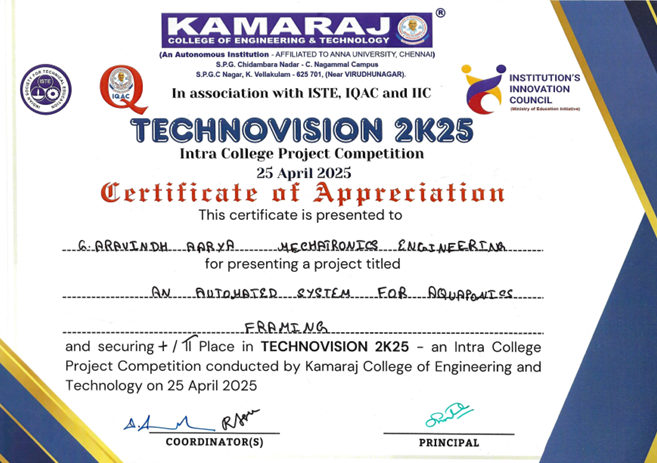 KAMARAJ ®
COLLEGE OF ENGINEERING & TECHNOLOGY
(An Autonomous Institution - AFFILIATED TO ANNA UNIVERSITY, CHENNAI)
S.P.G. Chidambara Nadar - C. Nagammal Campus
S.P.G.C Nagar, K. Vellakulam - 625 701, (Near VIRUDHUNAGAR).
INDIAN SOCIETY FOR TECHNICAL EDUCATION
ISTE
IQAC
In association with ISTE, IQAC and IIC
INSTITUTION'S
INNOVATION
COUNCIL
(Ministry of Education Initiative)
TECHNOVISION 2K25
Intra College Project Competition
25 April 2025
Certificate of Appreciation
This certificate is presented to
G. ARAVINDH AARYA MECHATRONICS ENGINEERING
for presenting a project titled
AN AUTOMATED SYSTEM FOR AQUAPONICS
FRAMING
and securing / II Place in TECHNOVISION 2K25 - an Intra College
Project Competition conducted by Kamaraj College of Engineering and
Technology on 25 April 2025
COORDINATOR(S)
PRINCIPAL